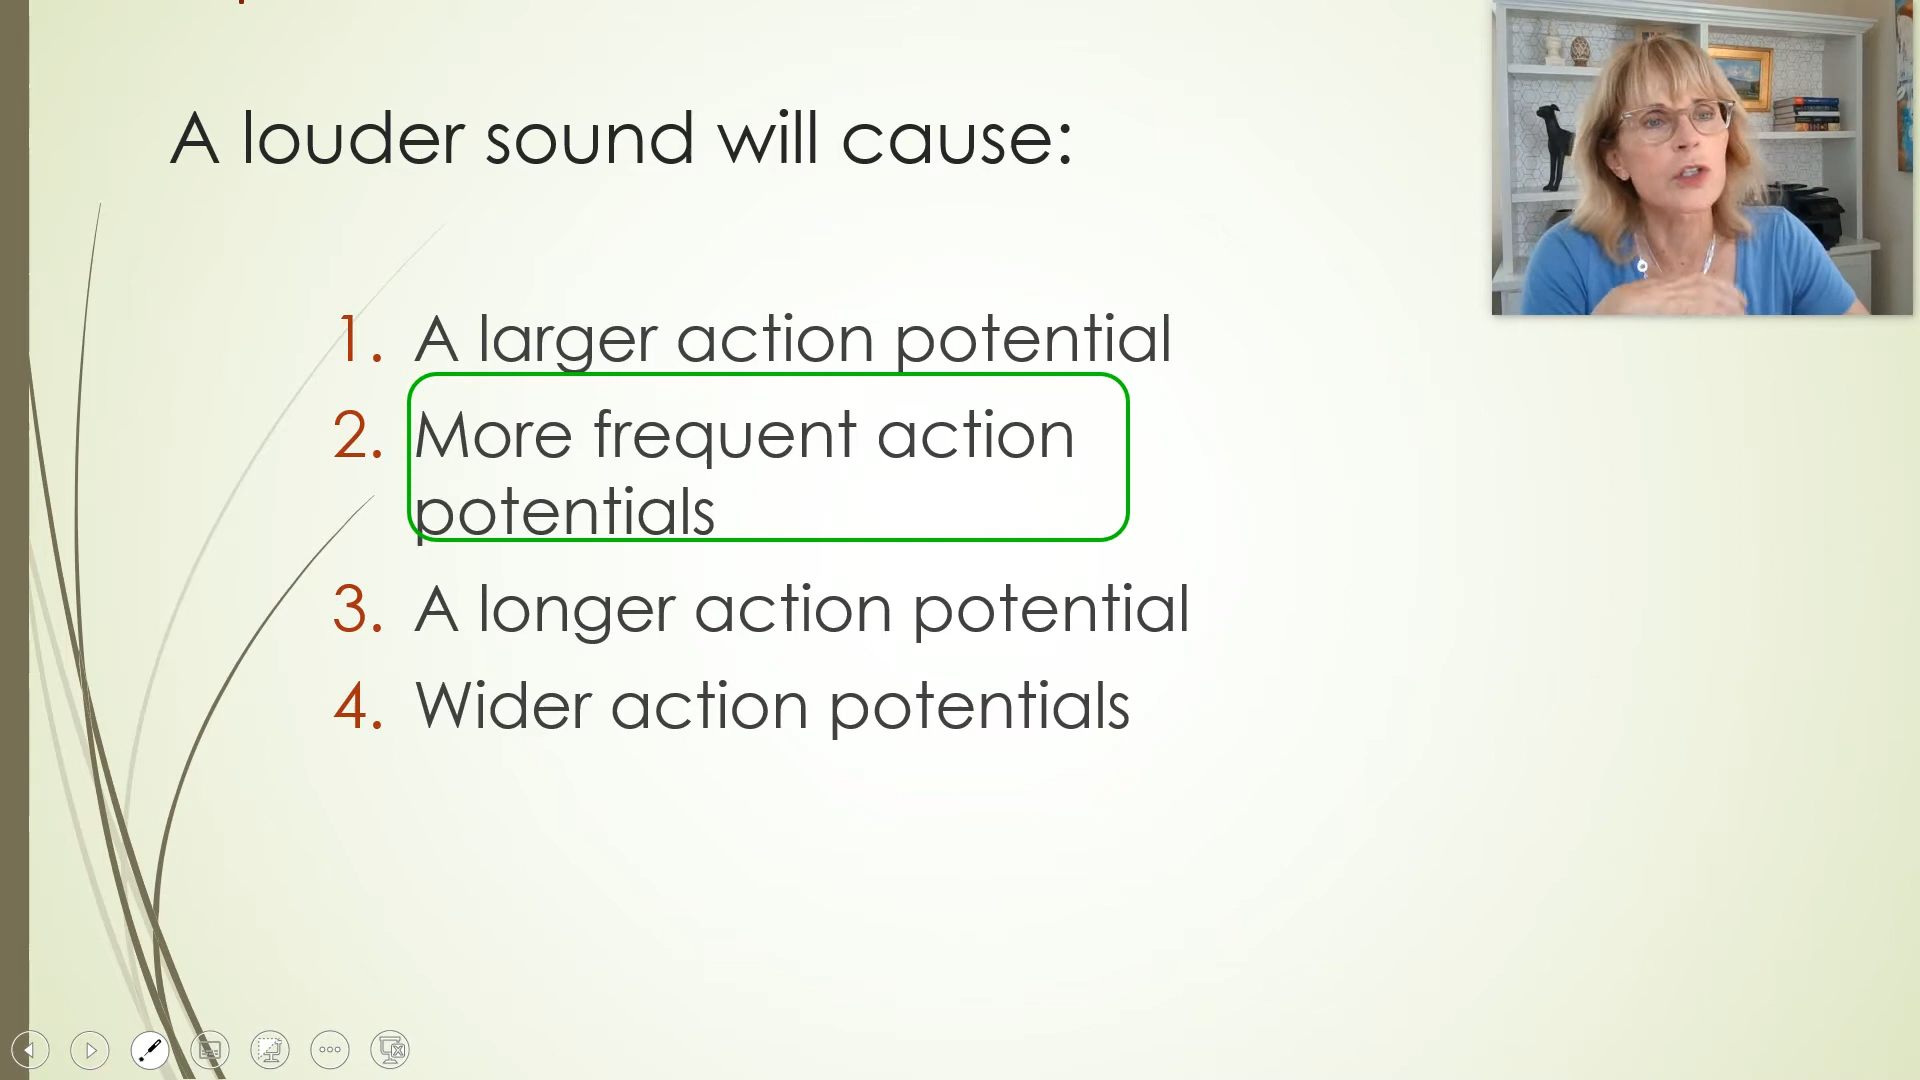 A louder sound will cause:
1. A larger action potential
2. More frequent action
potentials
3. A longer action potential
4. Wider action potentials